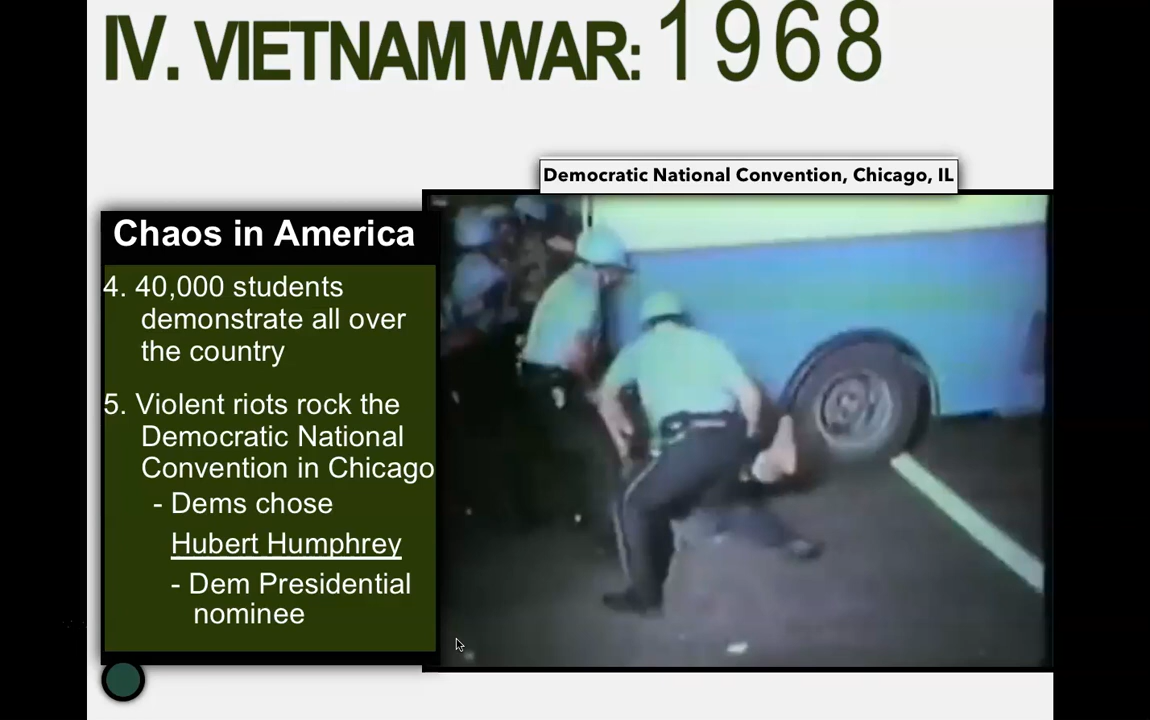 IV. VIETNAM WAR: 1968
Democratic National Convention, Chicago, IL
Chaos in America
4. 40,000 students
demonstrate all over
the country
5. Violent riots rock the
Democratic National
Convention in Chicago
- Dems chose
Hubert Humphrey
- Dem Presidential
nominee